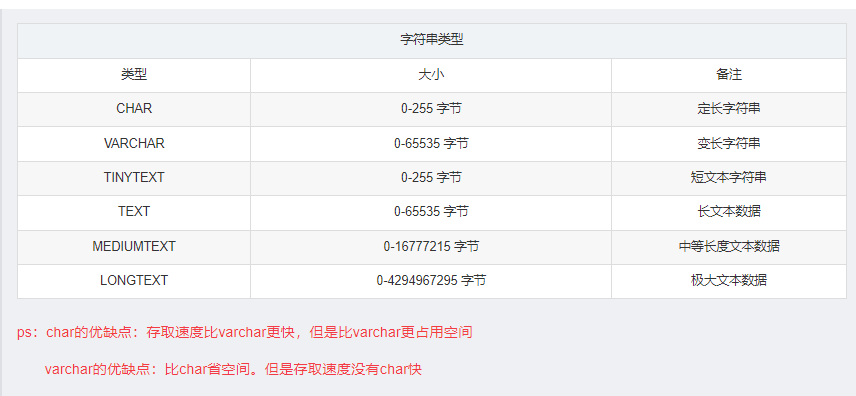 字符串类型
类型 大小 备注
CHAR 0-255 字节 定长字符串
VARCHAR 0-65535 字节 变长字符串
TINYTEXT 0-255 字节 短文本字符串
TEXT 0-65535 字节 长文本数据
MEDIUMTEXT 0-16777215 字节 中等长度文本数据
LONGTEXT 0-4294967295 字节 极大文本数据
ps：char的优缺点：存取速度比varchar更快，但是比varchar更占用空间
varchar的优缺点：比char省空间。但是存取速度没有char快